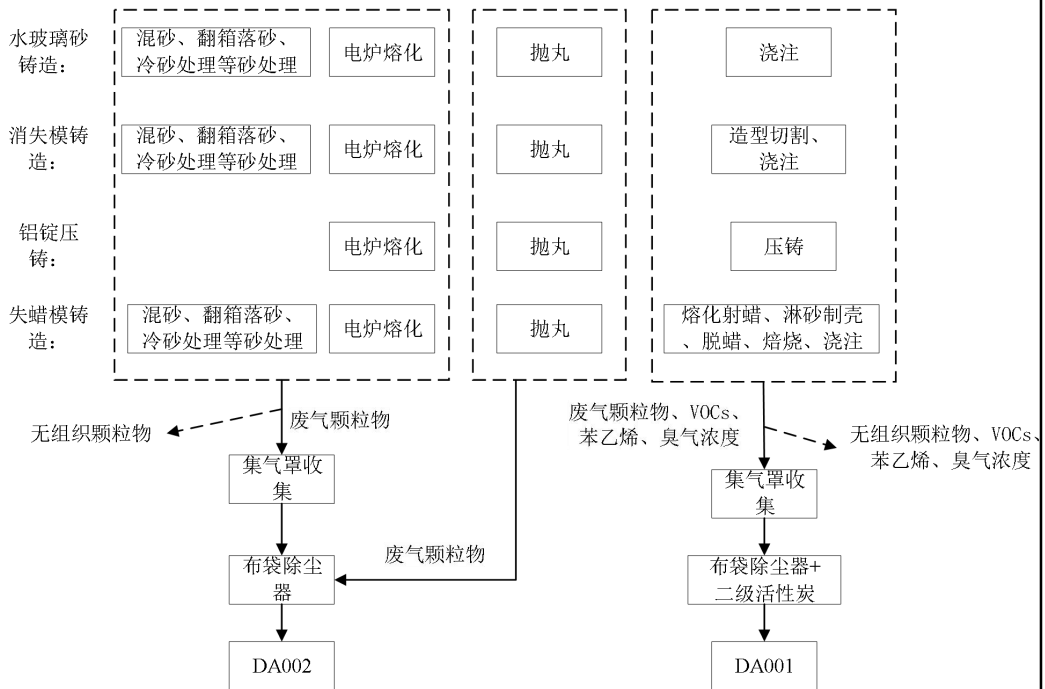 水玻璃砂
铸造：
混砂、翻箱落砂、
冷砂处理等砂处理
电炉熔化
抛丸
浇注
消失模铸
造：
混砂、翻箱落砂、
冷砂处理等砂处理
电炉熔化
抛丸
造型切割、
浇注
铝锭压
铸：
电炉熔化
抛丸
压铸
失蜡模铸
造：
混砂、翻箱落砂、
冷砂处理等砂处理
电炉熔化
抛丸
熔化射蜡、淋砂制壳
、脱蜡、焙烧、浇注
无组织颗粒物
废气颗粒物
废气颗粒物、VOCs、
苯乙烯、臭气浓度
无组织颗粒物、VOCs、
苯乙烯、臭气浓度
集气罩收
集
集气罩收
集
废气颗粒物
布袋除尘
器
布袋除尘器+
二级活性炭
DA002
DA001